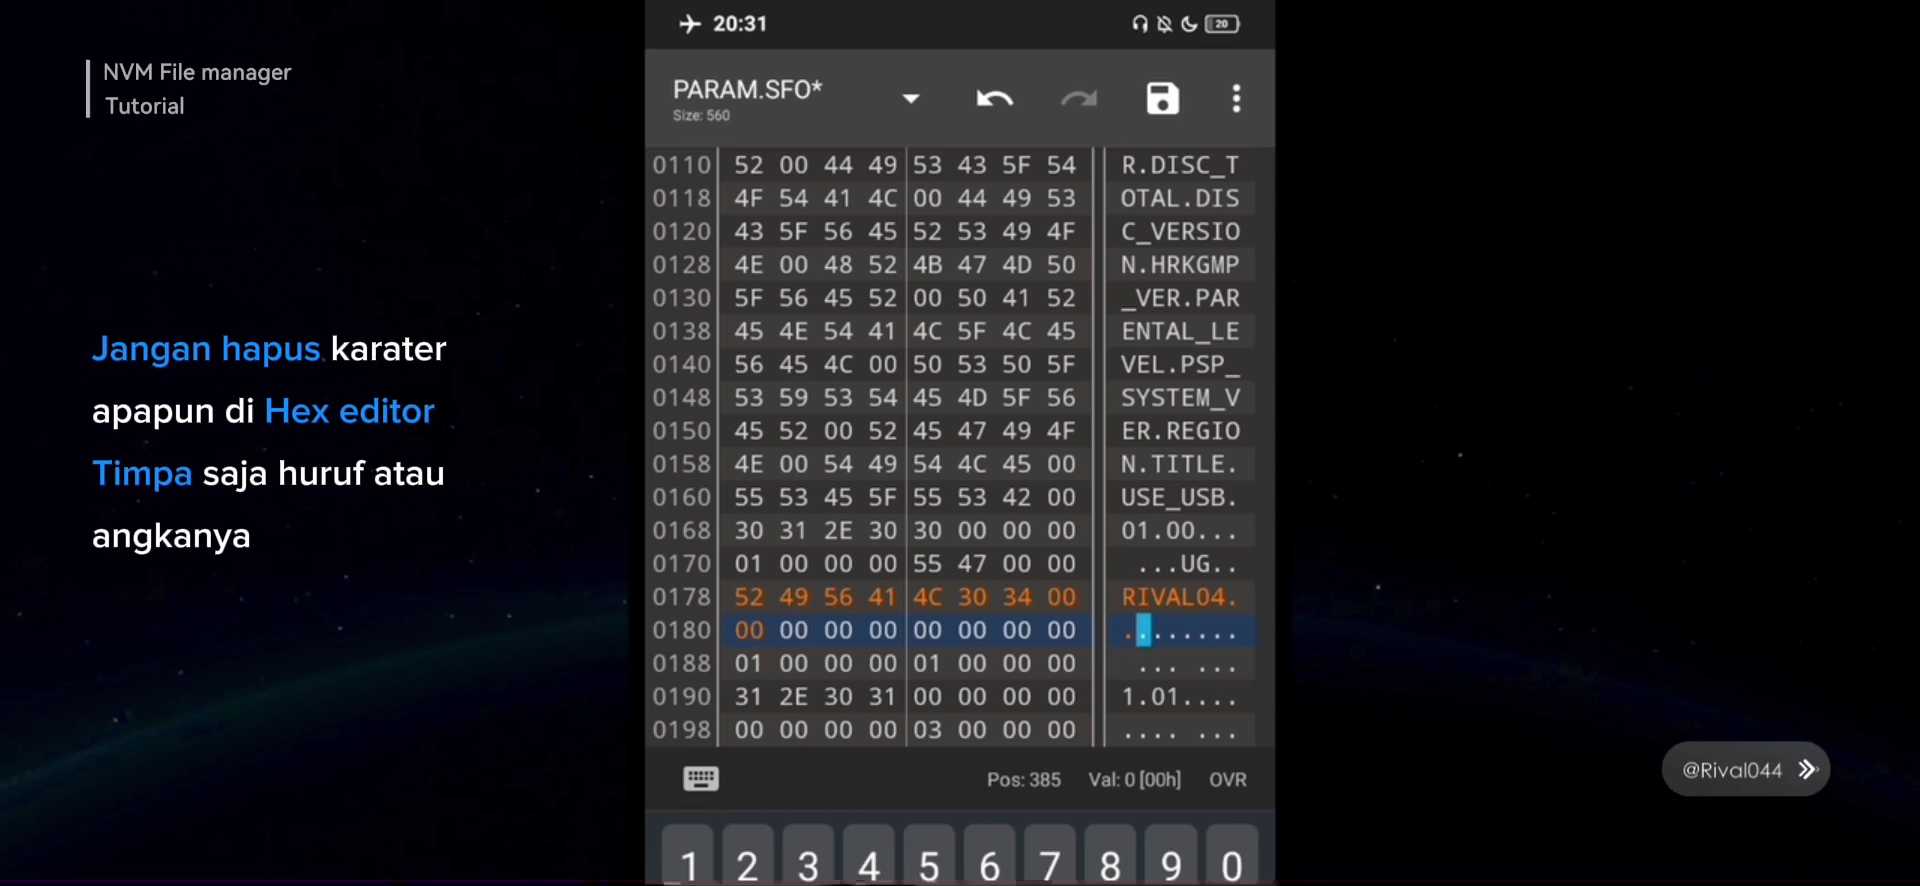 NVM File manager
Tutorial
Jangan hapus karater
apapun di Hex editor
Timpa saja huruf atau
angkanya
20:31
20
PARAM.SFO*
Size: 560
0110 52 00 44 49 53 43 5F 54 R.DISC_T
0118 4F 54 41 4C 00 44 49 53 OTAL.DIS
0120 43 5F 56 45 52 53 49 4F C_VERSIO
0128 4E 00 48 52 4B 47 4D 50 N.HRKGMP
0130 5F 56 45 52 00 50 41 52 _VER.PAR
0138 45 4E 54 41 4C 5F 4C 45 ENTAL_LE
0140 56 45 4C 00 50 53 50 5F VEL.PSP_
0148 53 59 53 54 45 4D 5F 56 SYSTEM_V
0150 45 52 00 52 45 47 49 4F ER.REGIO
0158 4E 00 54 49 54 4C 45 00 N.TITLE.
0160 55 53 45 5F 55 53 42 00 USE_USB.
0168 30 31 2E 30 30 00 00 00 01.00...
0170 01 00 00 00 55 47 00 00 ...UG..
0178 52 49 56 41 4C 30 34 00 RIVAL04.
0180 00 00 00 00 00 00 00 00 ........
0188 01 00 00 00 01 00 00 00 ... ...
0190 31 2E 30 31 00 00 00 00 1.01....
0198 00 00 00 00 03 00 00 00 .... ...
Pos: 385 Val: 0 [00h] OVR
1 2 3 4 5 6 7 8 9 0
@Rival044